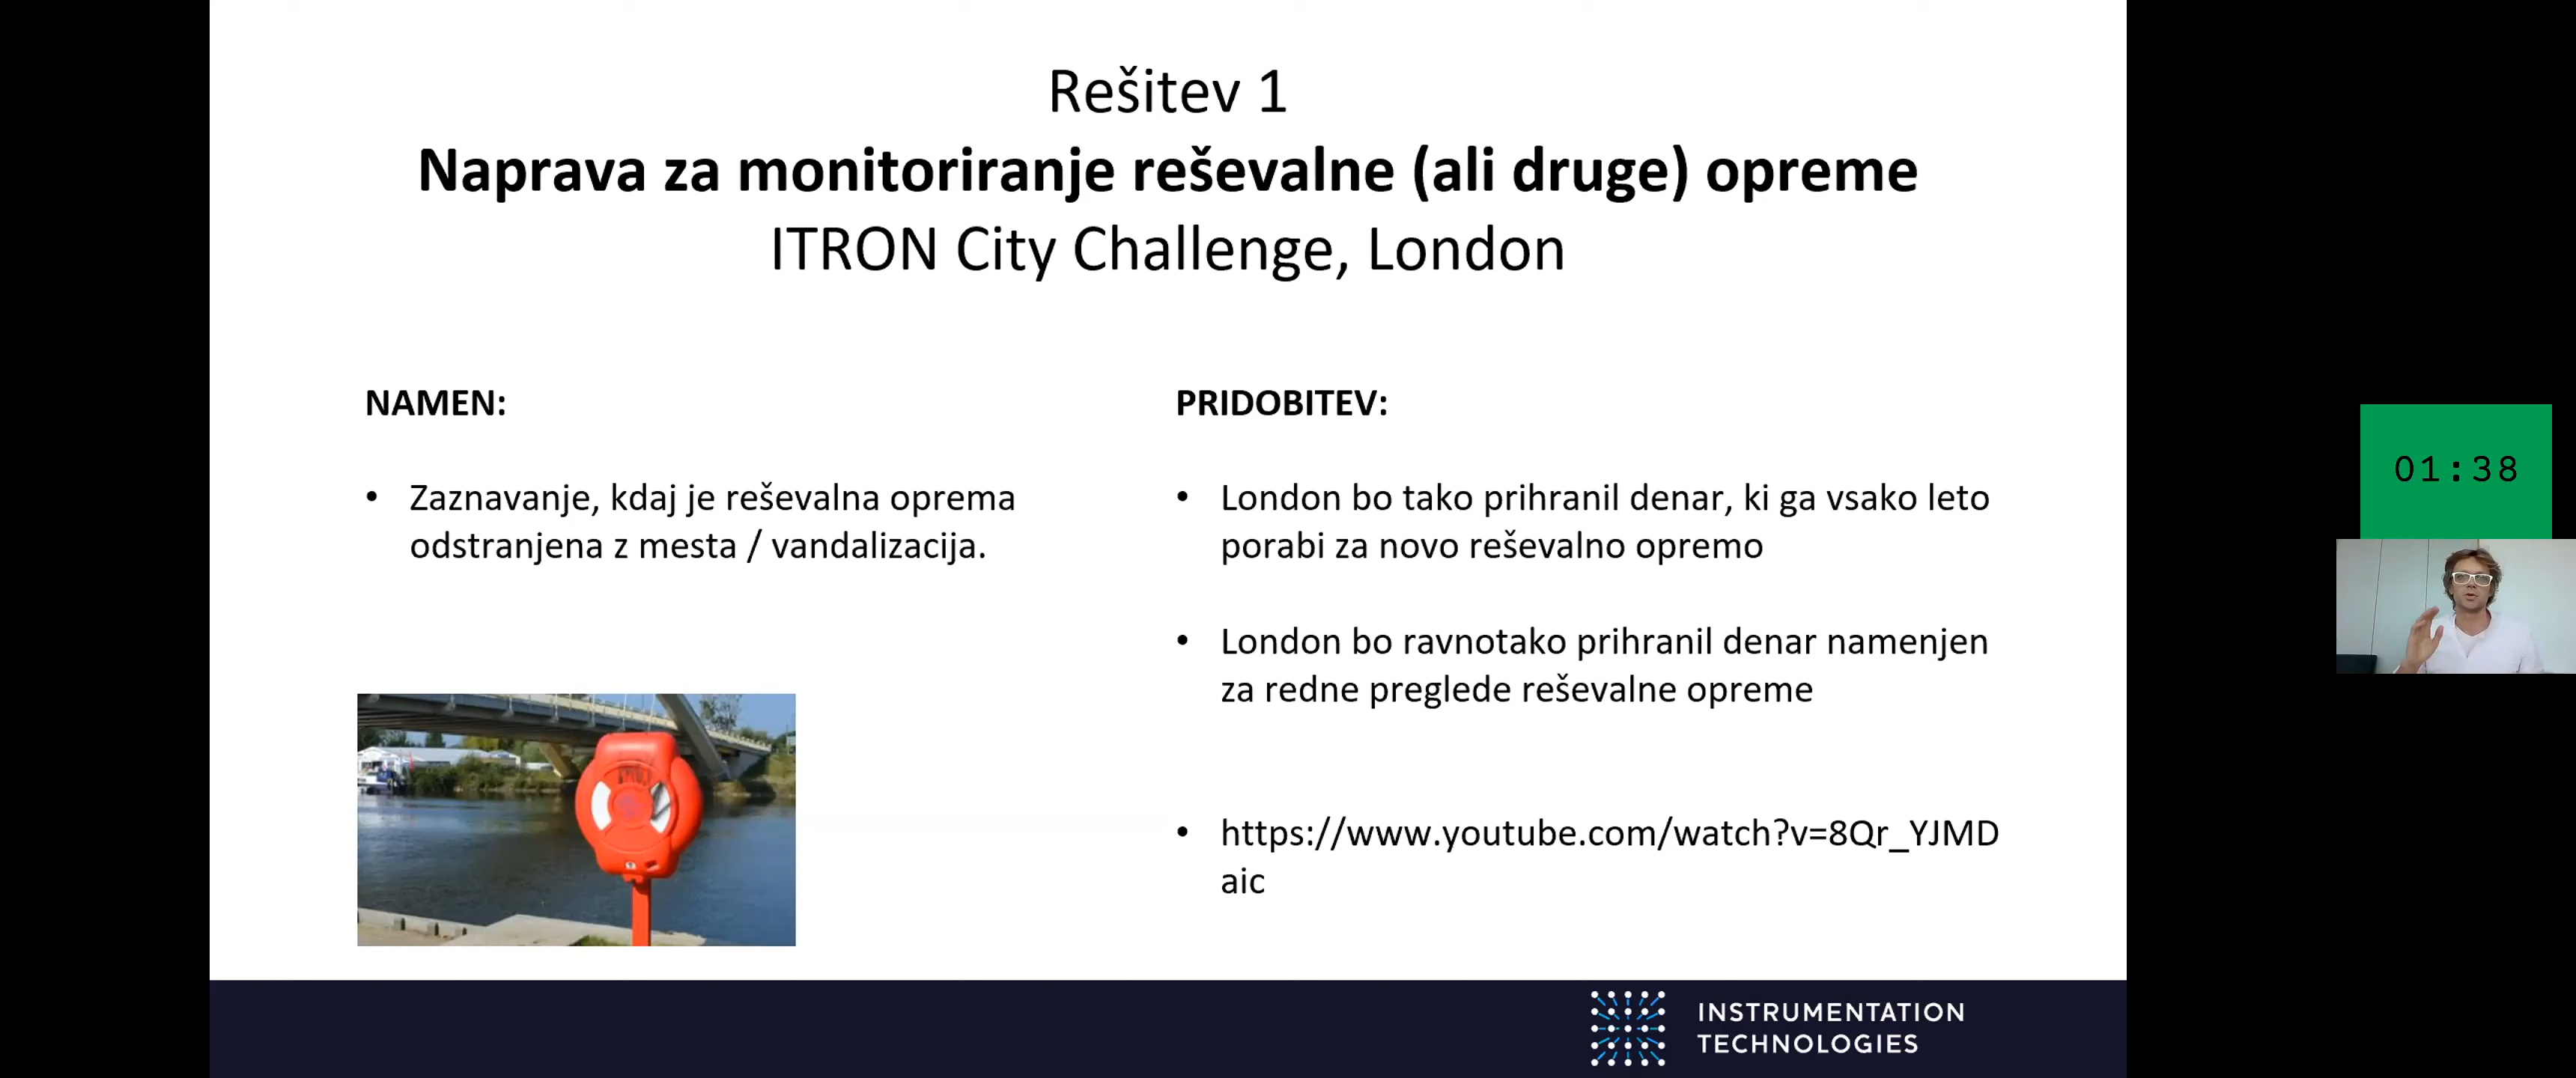 Rešitev 1
Naprava za monitoriranje reševalne (ali druge) opreme
ITRON City Challenge, London
NAMEN:
• Zaznavanje, kdaj je reševalna oprema
odstranjena z mesta / vandalizacija.
PRIDOBITEV:
• London bo tako prihranil denar, ki ga vsako leto
porabi za novo reševalno opremo
• London bo ravnotako prihranil denar namenjen
za redne preglede reševalne opreme
• https://www.youtube.com/watch?v=8Qr_YJMD
aic
01:38
INSTRUMENTATION
TECHNOLOGIES